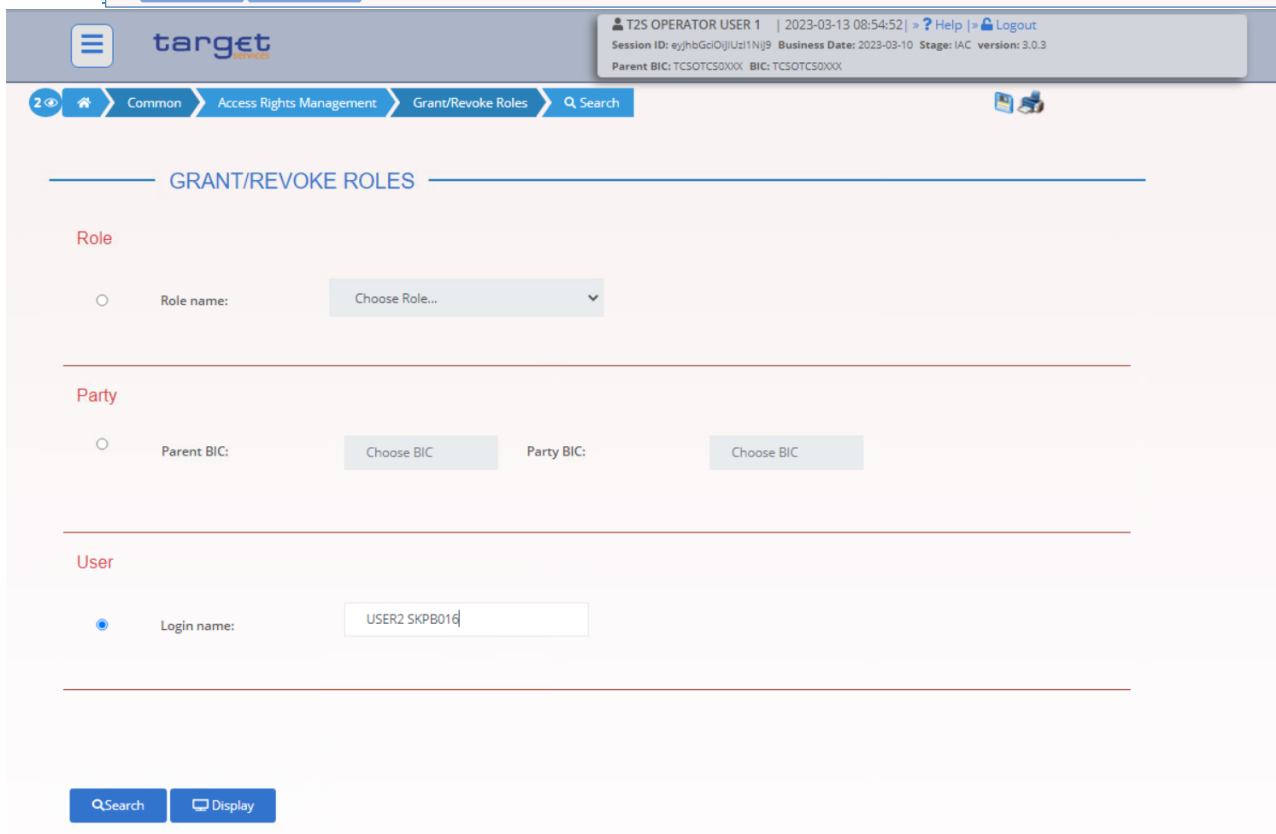 T2S OPERATOR USER 1 | 2023-03-13 08:54:52| » ? Help |» Logout
target
services
Session ID: eyJhbGciOiJIUzI1NiJ9 Business Date: 2023-03-10 Stage: IAC version: 3.0.3
Parent BIC: TCSOTCS0XXX BIC: TCSOTCS0XXX
2 Common Access Rights Management Grant/Revoke Roles Search
GRANT/REVOKE ROLES
Role
Role name: Choose Role...
Party
Parent BIC: Choose BIC Party BIC: Choose BIC
User
Login name: USER2 SKPB016
Search Display